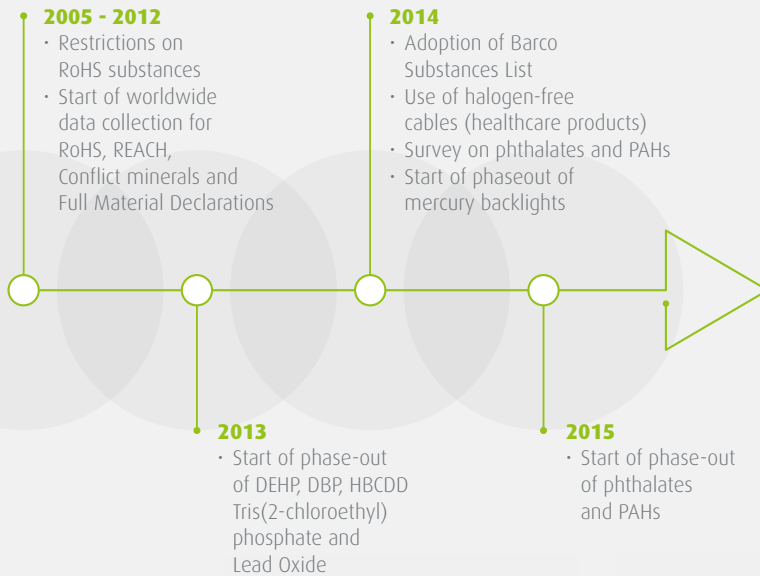 2005 - 2012
· Restrictions on
RoHS substances
· Start of worldwide
data collection for
RoHS, REACH,
Conflict minerals and
Full Material Declarations
2014
· Adoption of Barco
Substances List
· Use of halogen-free
cables (healthcare products)
· Survey on phthalates and PAHs
· Start of phaseout of
mercury backlights
2013
· Start of phase-out
of DEHP, DBP, HBCDD
Tris(2-chloroethyl)
phosphate and
Lead Oxide
2015
· Start of phase-out
of phthalates
and PAHs